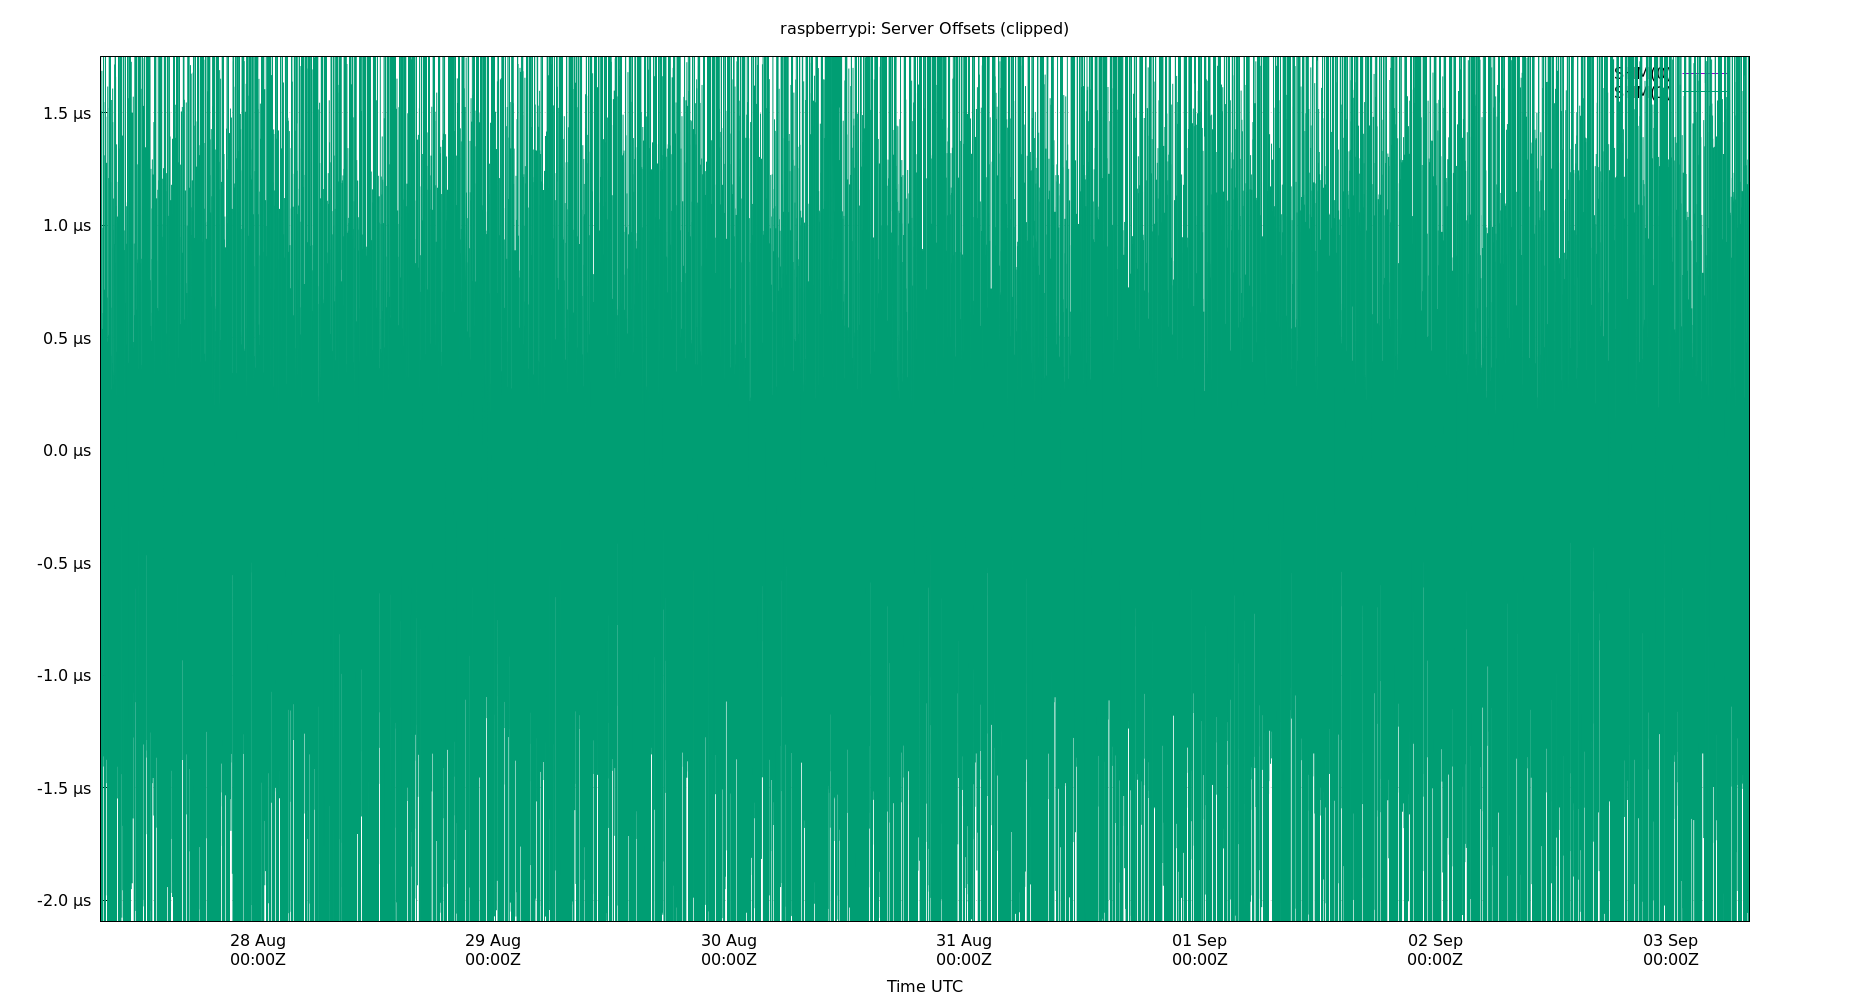 raspberrypi: Server Offsets (clipped)
1.5 µs
1.0 µs
0.5 µs
0.0 µs
-0.5 µs
-1.0 µs
-1.5 µs
-2.0 µs
28 Aug
00:00Z
29 Aug
00:00Z
30 Aug
00:00Z
31 Aug
00:00Z
01 Sep
00:00Z
02 Sep
00:00Z
03 Sep
00:00Z
Time UTC